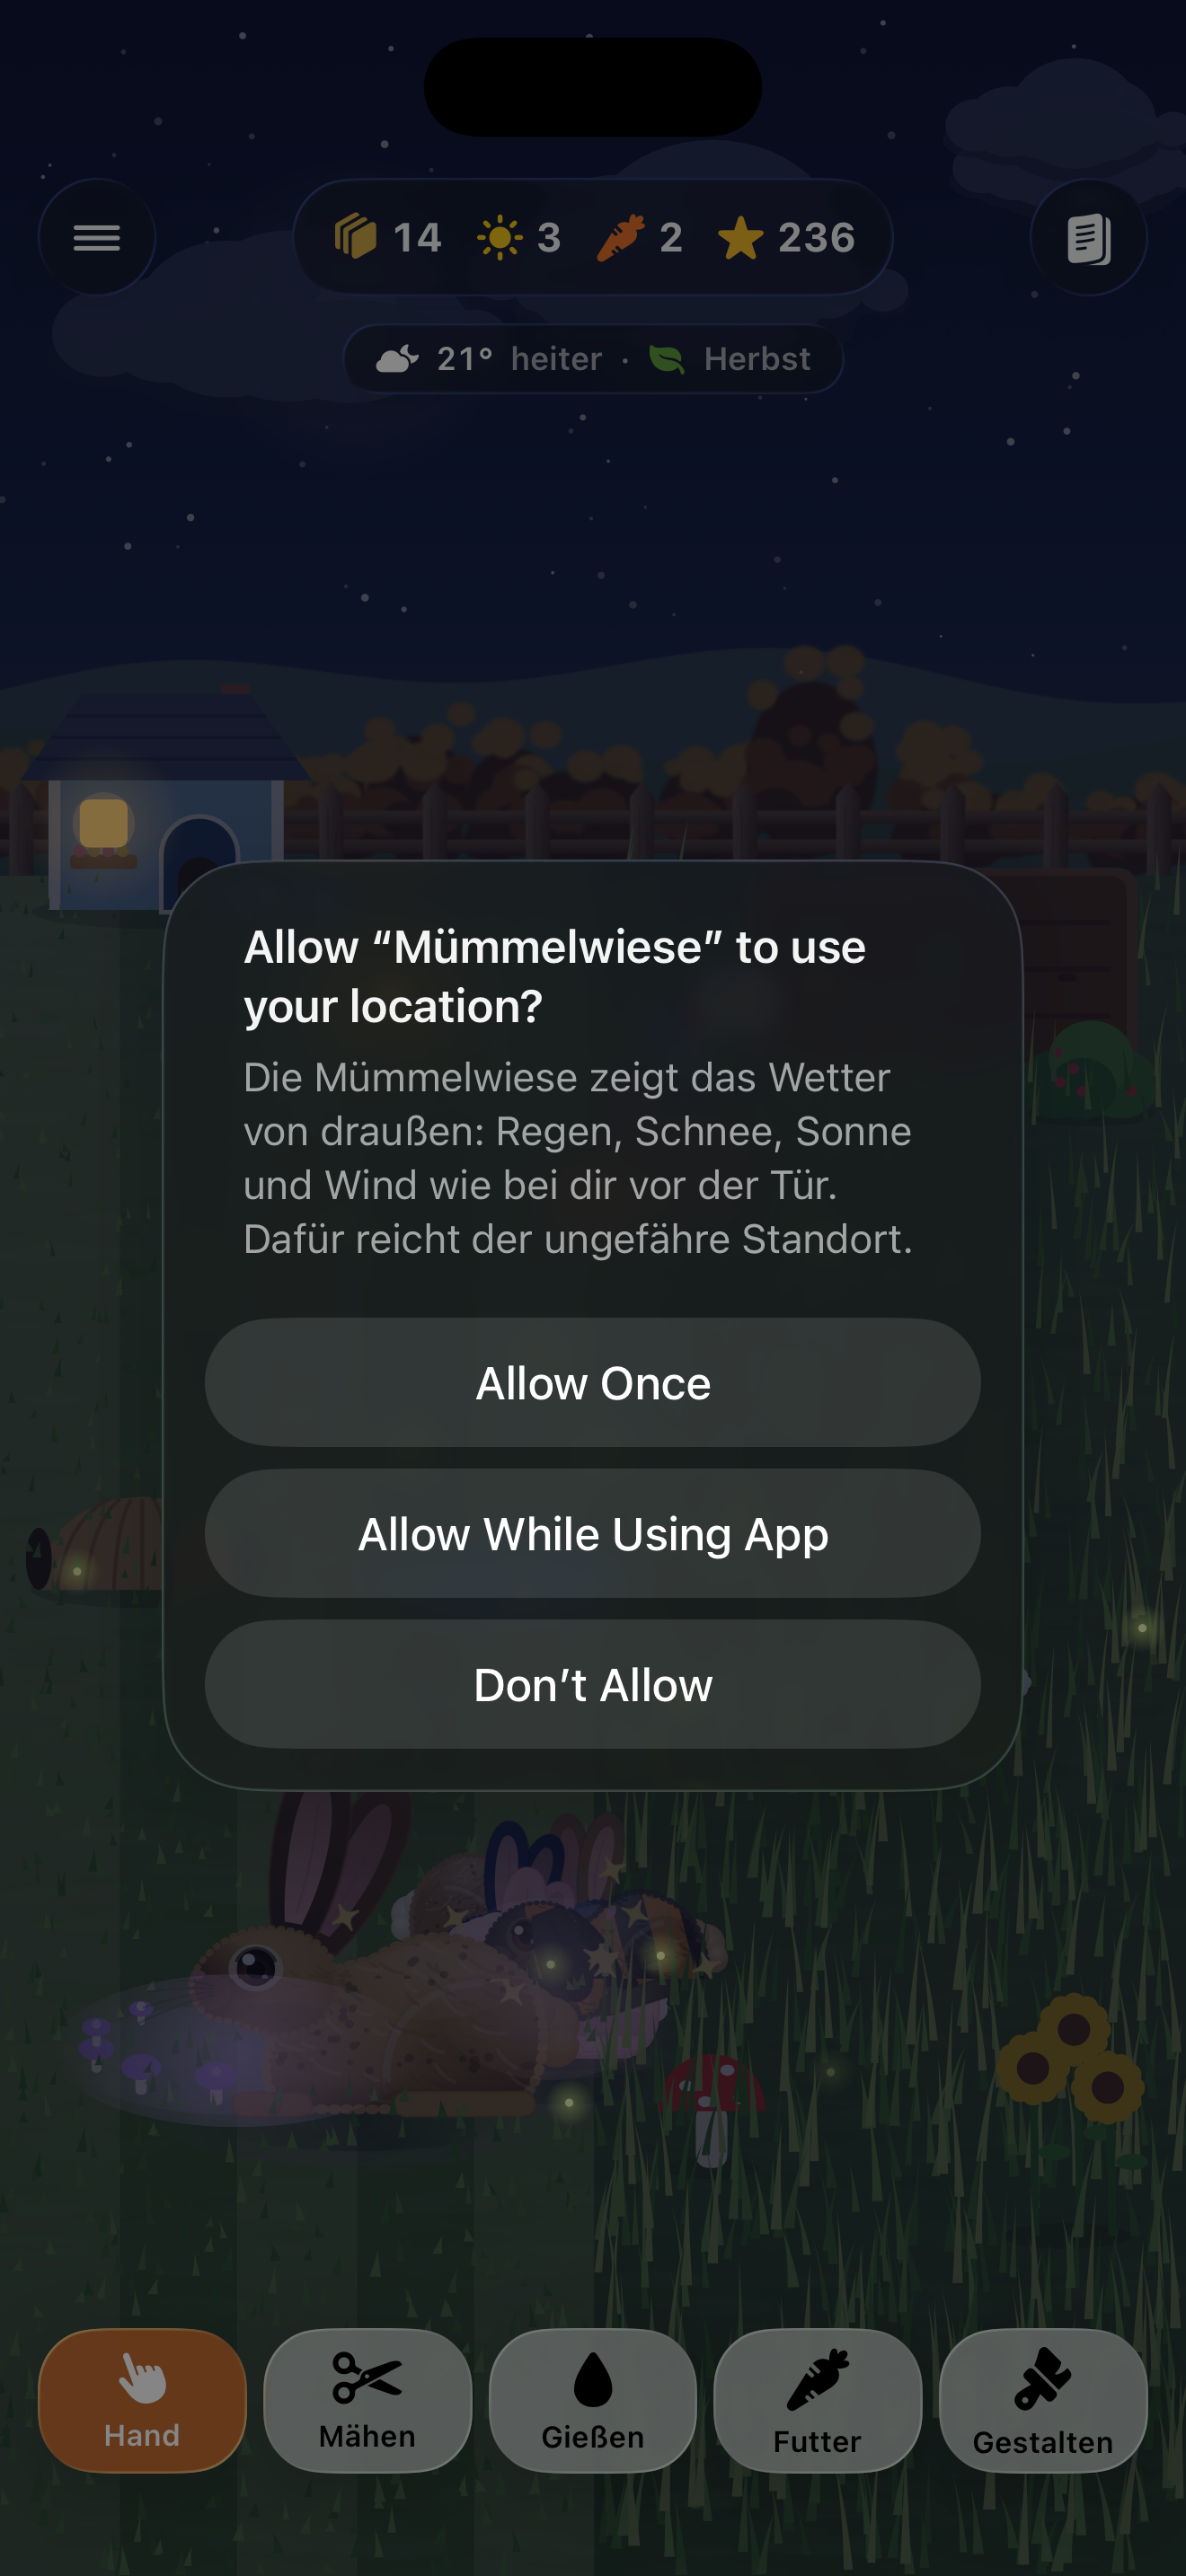 14 3 2 236
21° heiter · Herbst
Allow “Mümmelwiese” to use
your location?
Die Mümmelwiese zeigt das Wetter
von draußen: Regen, Schnee, Sonne
und Wind wie bei dir vor der Tür.
Dafür reicht der ungefähre Standort.
Allow Once
Allow While Using App
Don’t Allow
Hand Mähen Gießen Futter Gestalten